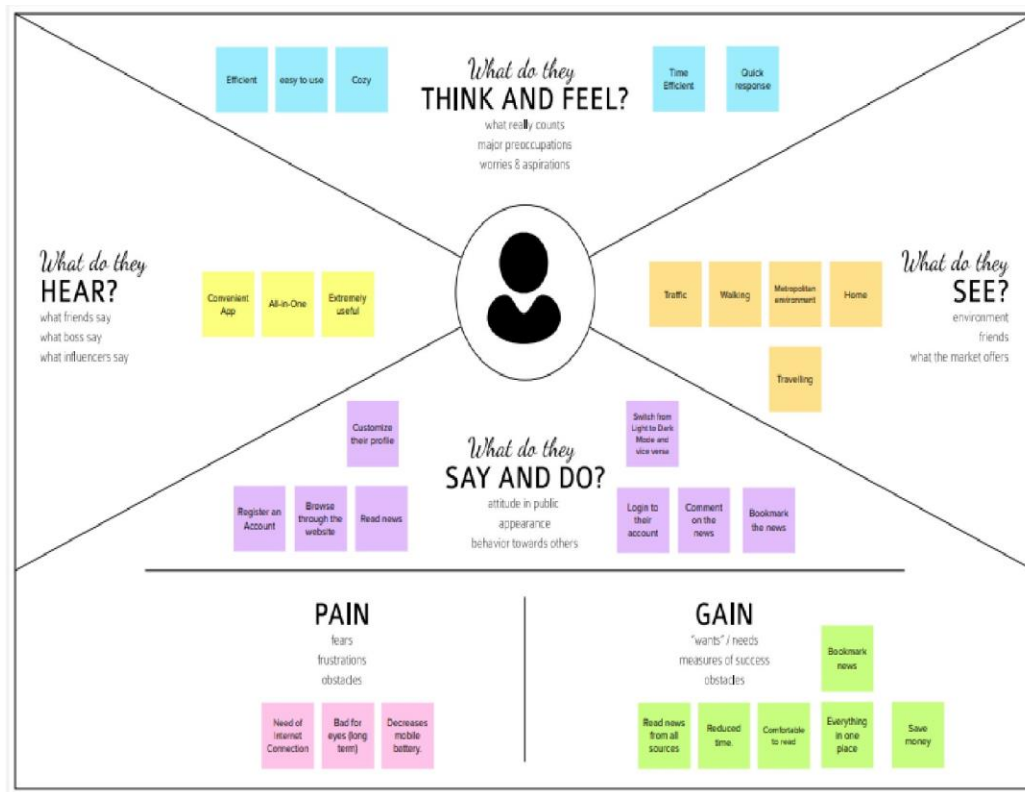 Efficient
easy to use
Cozy
What do they
THINK AND FEEL?
what really counts
major preoccupations
worries & aspirations
Time
Efficient
Quick
response
What do they
HEAR?
what friends say
what boss say
what influencers say
Convenient
App
All-in-One
Extremely
useful
Traffic
Walking
Metropolitan
environment
Home
Travelling
What do they
SEE?
environment
friends
what the market offers
Customize
their profile
Register an
Account
Browse
through the
website
Read news
What do they
SAY AND DO?
attitude in public
appearance
behavior towards others
Switch from
Light to Dark
Mode and
vice versa
Login to
their
account
Comment
on the
news
Bookmark
the news
PAIN
fears
frustrations
obstacles
Need of
Internet
Connection
Bad for
eyes (long
term)
Decreases
mobile
battery.
GAIN
"wants" / needs
measures of success
obstacles
Bookmark
news
Read news
from all
sources
Reduced
time.
Comfortable
to read
Everything
in one
place
Save
money